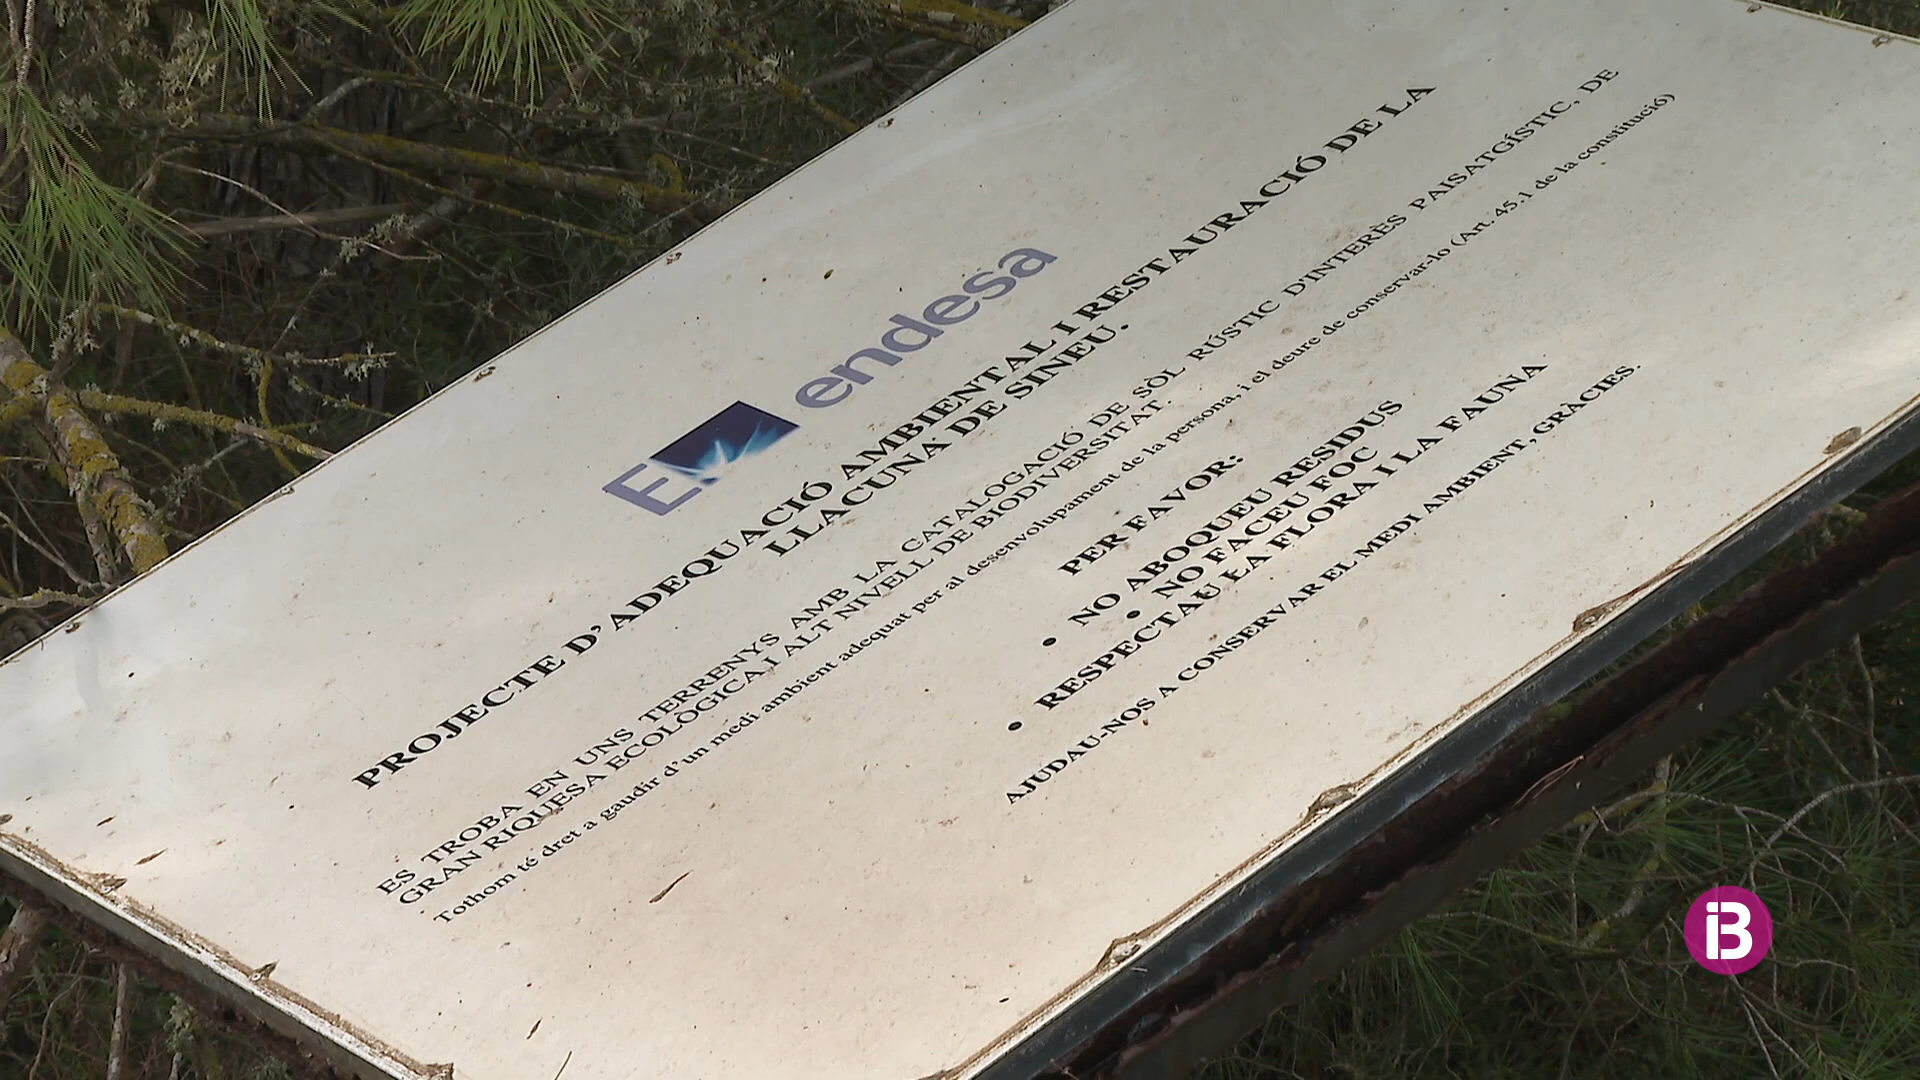 E
endesa
PROJECTE D'ADEQUACIÓ AMBIENTAL I RESTAURACIÓ DE LA
LLACUNA DE SINEU.
ES TROBA EN UNS TERRENYS AMB LA CATALOGACIÓ DE SÒL RÚSTIC D'INTERÈS PAISATGÍSTIC, DE
GRAN RIQUESA ECOLÒGICA I ALT NIVELL DE BIODIVERSITAT.
Tothom té dret a gaudir d'un medi ambient adequat per al desenvolupament de la persona, i el deure de conservar-lo (Art. 45.1 de la constitució)
PER FAVOR:
• NO ABOQUEU RESIDUS
• NO FACEU FOC
• RESPECTAU LA FLORA I LA FAUNA
AJUDAU-NOS A CONSERVAR EL MEDI AMBIENT, GRÀCIES.
iB